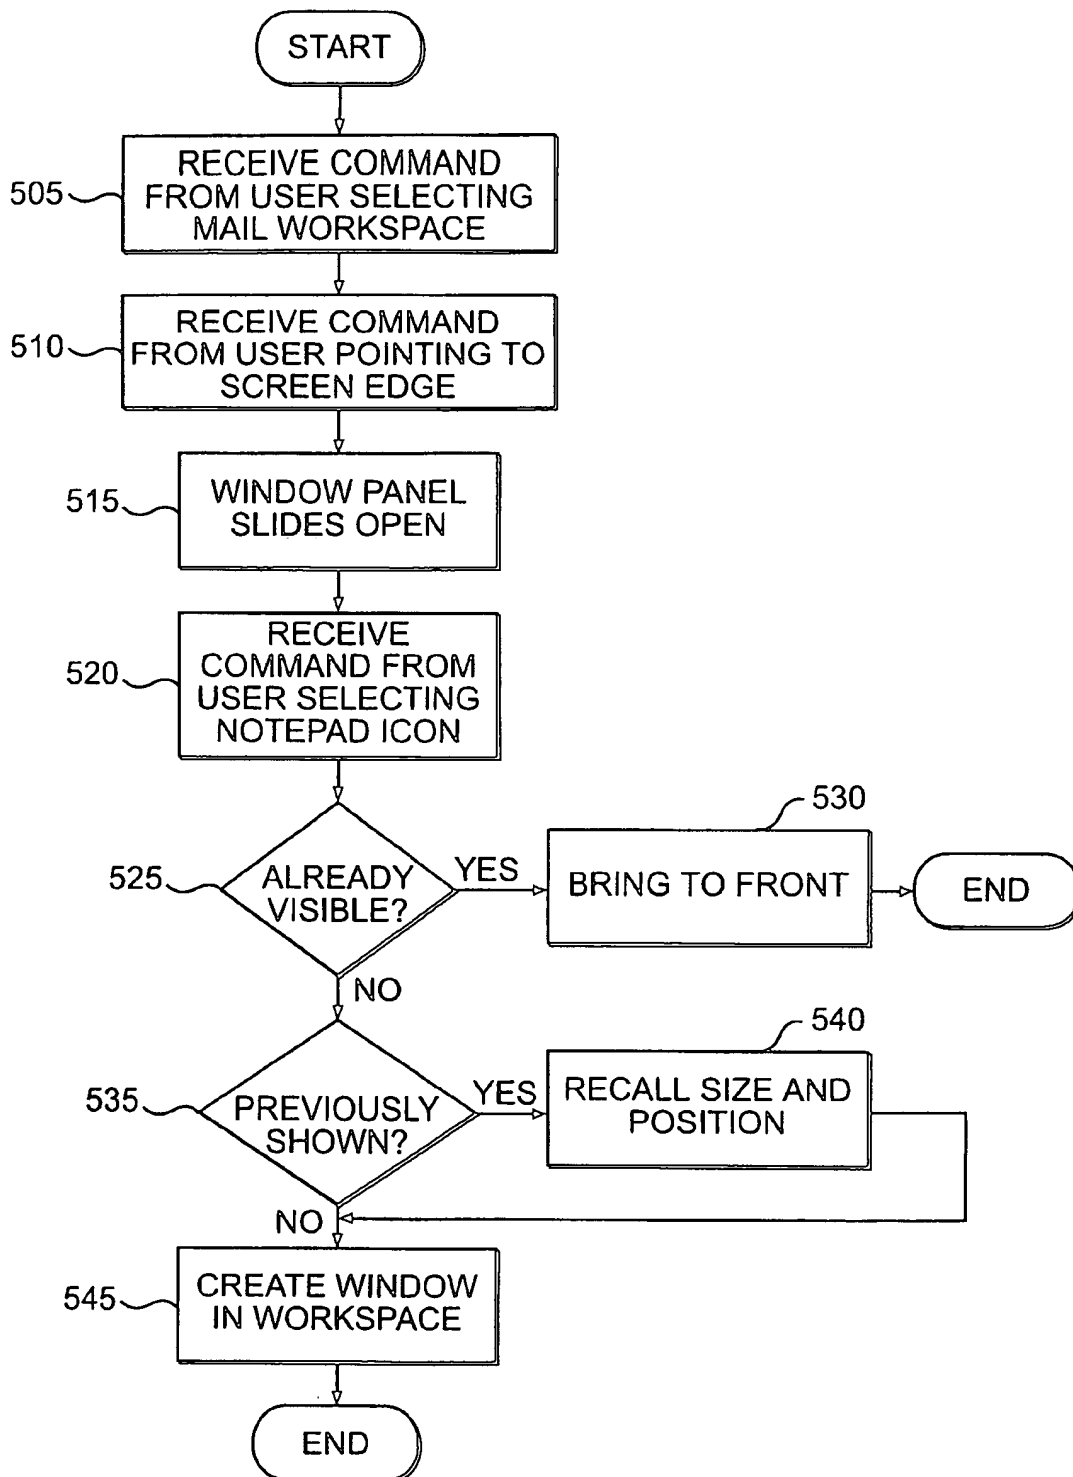 START
505
RECEIVE COMMAND
FROM USER SELECTING
MAIL WORKSPACE
510
RECEIVE COMMAND
FROM USER POINTING TO
SCREEN EDGE
515
WINDOW PANEL
SLIDES OPEN
520
RECEIVE
COMMAND FROM
USER SELECTING
NOTEPAD ICON
525
ALREADY
VISIBLE?
YES
530
BRING TO FRONT
END
NO
535
PREVIOUSLY
SHOWN?
YES
540
RECALL SIZE AND
POSITION
NO
545
CREATE WINDOW
IN WORKSPACE
END